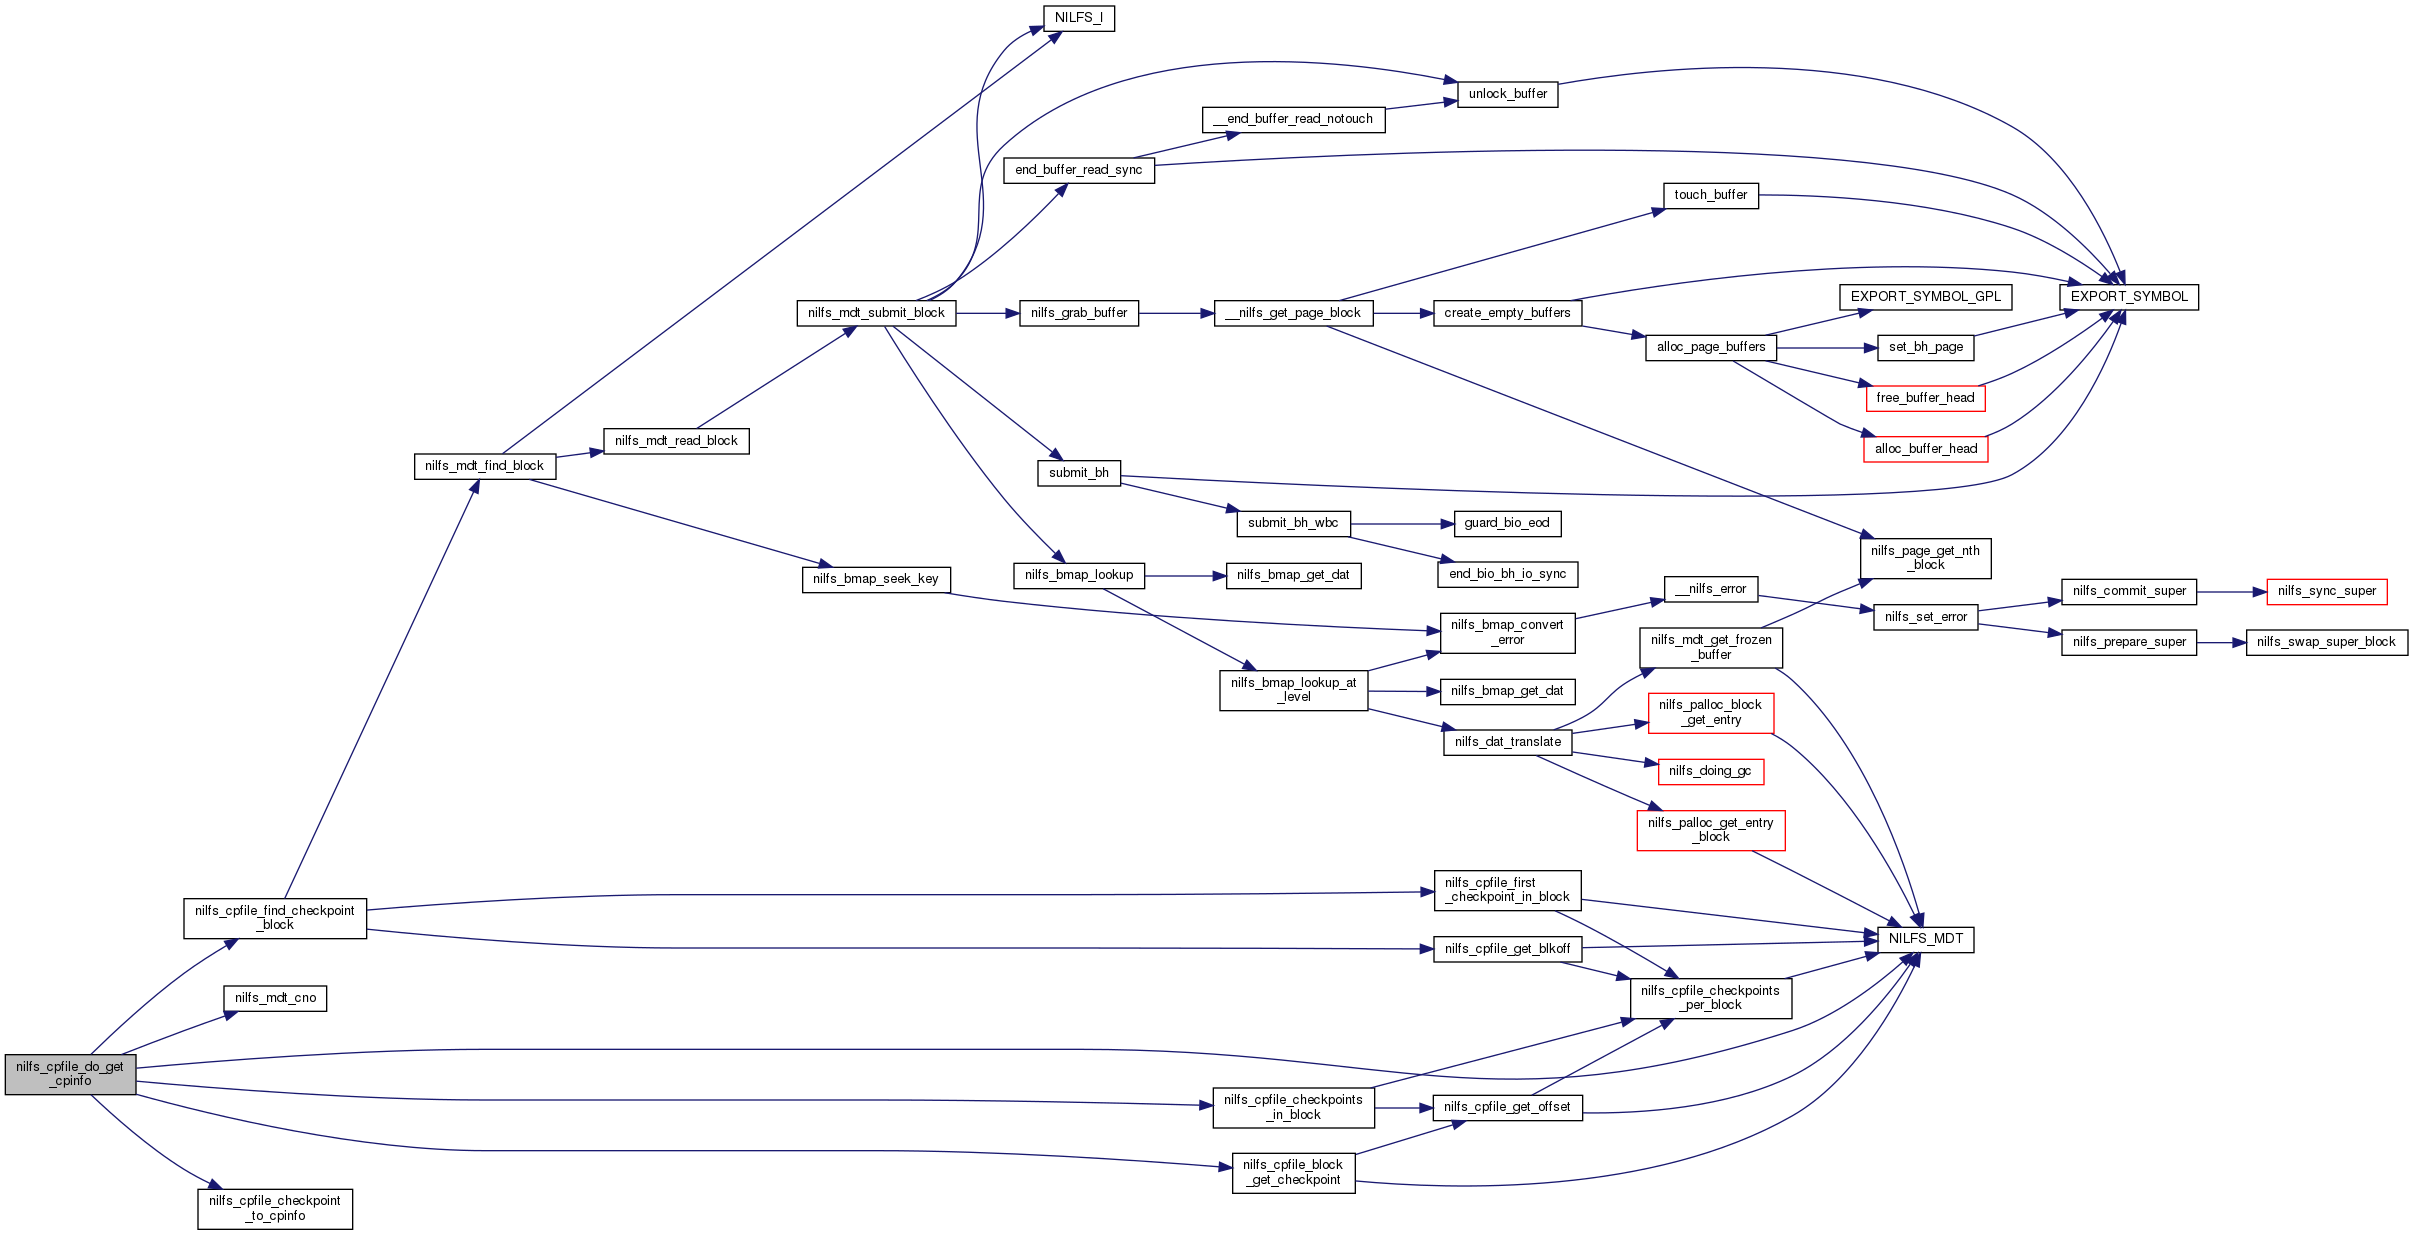 NILFS_I
unlock_buffer
__end_buffer_read_notouch
end_buffer_read_sync
touch_buffer
EXPORT_SYMBOL_GPL
EXPORT_SYMBOL
nilfs_mdt_submit_block
nilfs_grab_buffer
__nilfs_get_page_block
create_empty_buffers
alloc_page_buffers
set_bh_page
free_buffer_head
nilfs_mdt_read_block
alloc_buffer_head
nilfs_mdt_find_block
submit_bh
submit_bh_wbc
guard_bio_eod
nilfs_page_get_nth
_block
nilfs_bmap_seek_key
nilfs_bmap_lookup
nilfs_bmap_get_dat
end_bio_bh_io_sync
__nilfs_error
nilfs_commit_super
nilfs_sync_super
nilfs_set_error
nilfs_bmap_convert
_error
nilfs_mdt_get_frozen
_buffer
nilfs_prepare_super
nilfs_swap_super_block
nilfs_bmap_lookup_at
_level
nilfs_bmap_get_dat
nilfs_palloc_block
_get_entry
nilfs_dat_translate
nilfs_doing_gc
nilfs_palloc_get_entry
_block
nilfs_cpfile_first
_checkpoint_in_block
nilfs_cpfile_find_checkpoint
_block
nilfs_cpfile_get_blkoff
NILFS_MDT
nilfs_mdt_cno
nilfs_cpfile_checkpoints
_per_block
nilfs_cpfile_do_get
_cpinfo
nilfs_cpfile_checkpoints
_in_block
nilfs_cpfile_get_offset
nilfs_cpfile_block
_get_checkpoint
nilfs_cpfile_checkpoint
_to_cpinfo